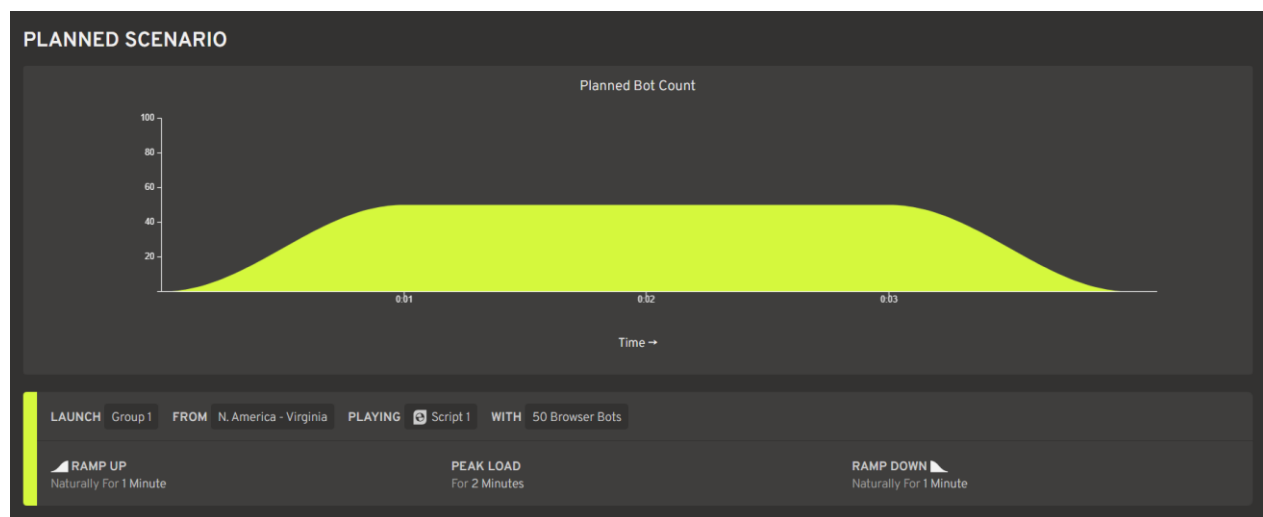 PLANNED SCENARIO
Planned Bot Count
100
80
60
40
20
0:01
0:02
0:03
Time →
LAUNCH Group 1 FROM N. America - Virginia PLAYING Script 1 WITH 50 Browser Bots
RAMP UP
Naturally For 1 Minute
PEAK LOAD
For 2 Minutes
RAMP DOWN
Naturally For 1 Minute